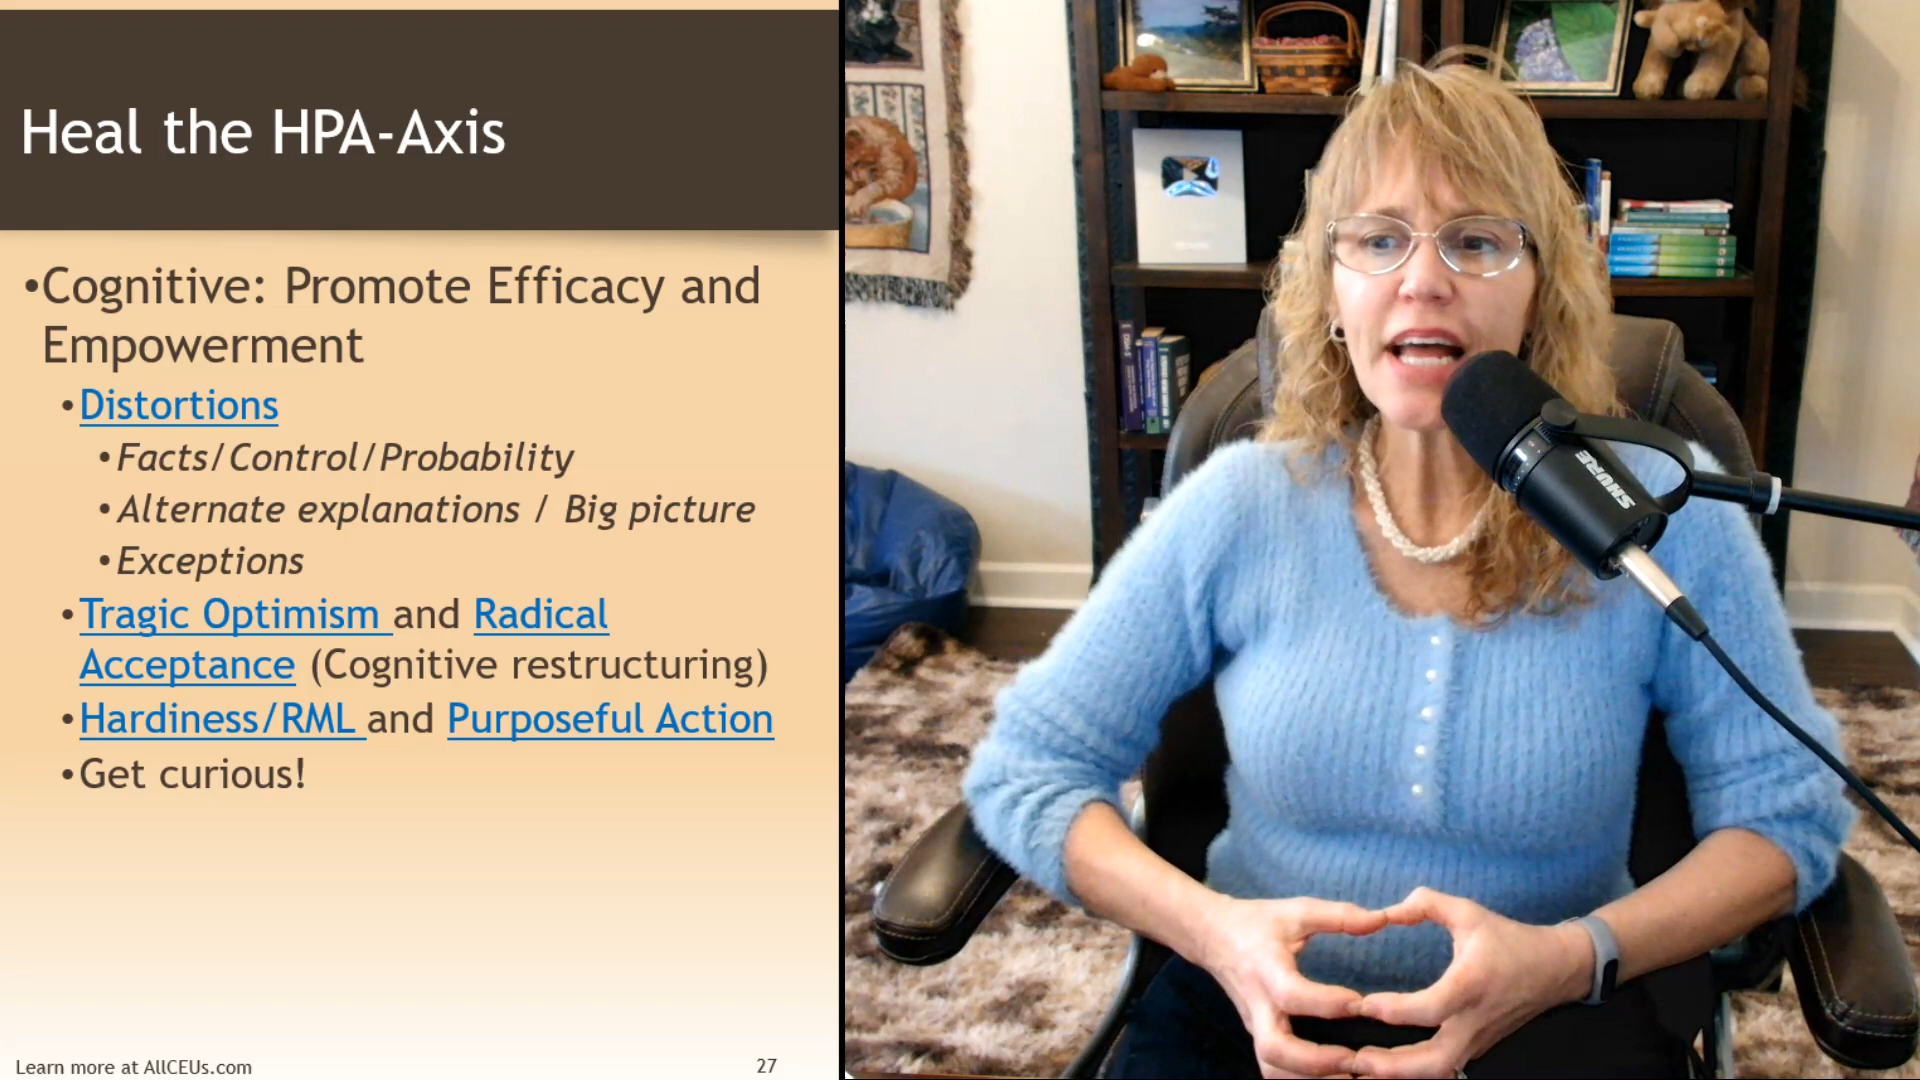 Heal the HPA-Axis
•Cognitive: Promote Efficacy and
Empowerment
•Distortions
•Facts/Control/Probability
•Alternate explanations / Big picture
•Exceptions
•Tragic Optimism and Radical
Acceptance (Cognitive restructuring)
•Hardiness/RML and Purposeful Action
•Get curious!
Learn more at AllCEUs.com
27
SHURE